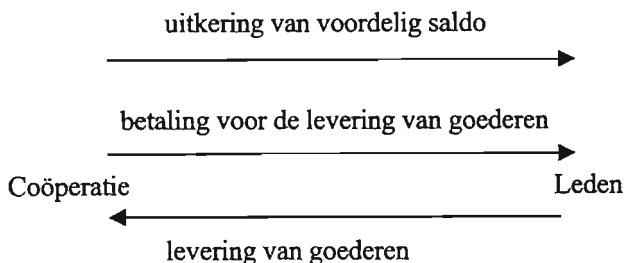 uitkering van voordelig saldo
betaling voor de levering van goederen
Coöperatie
Leden
levering van goederen